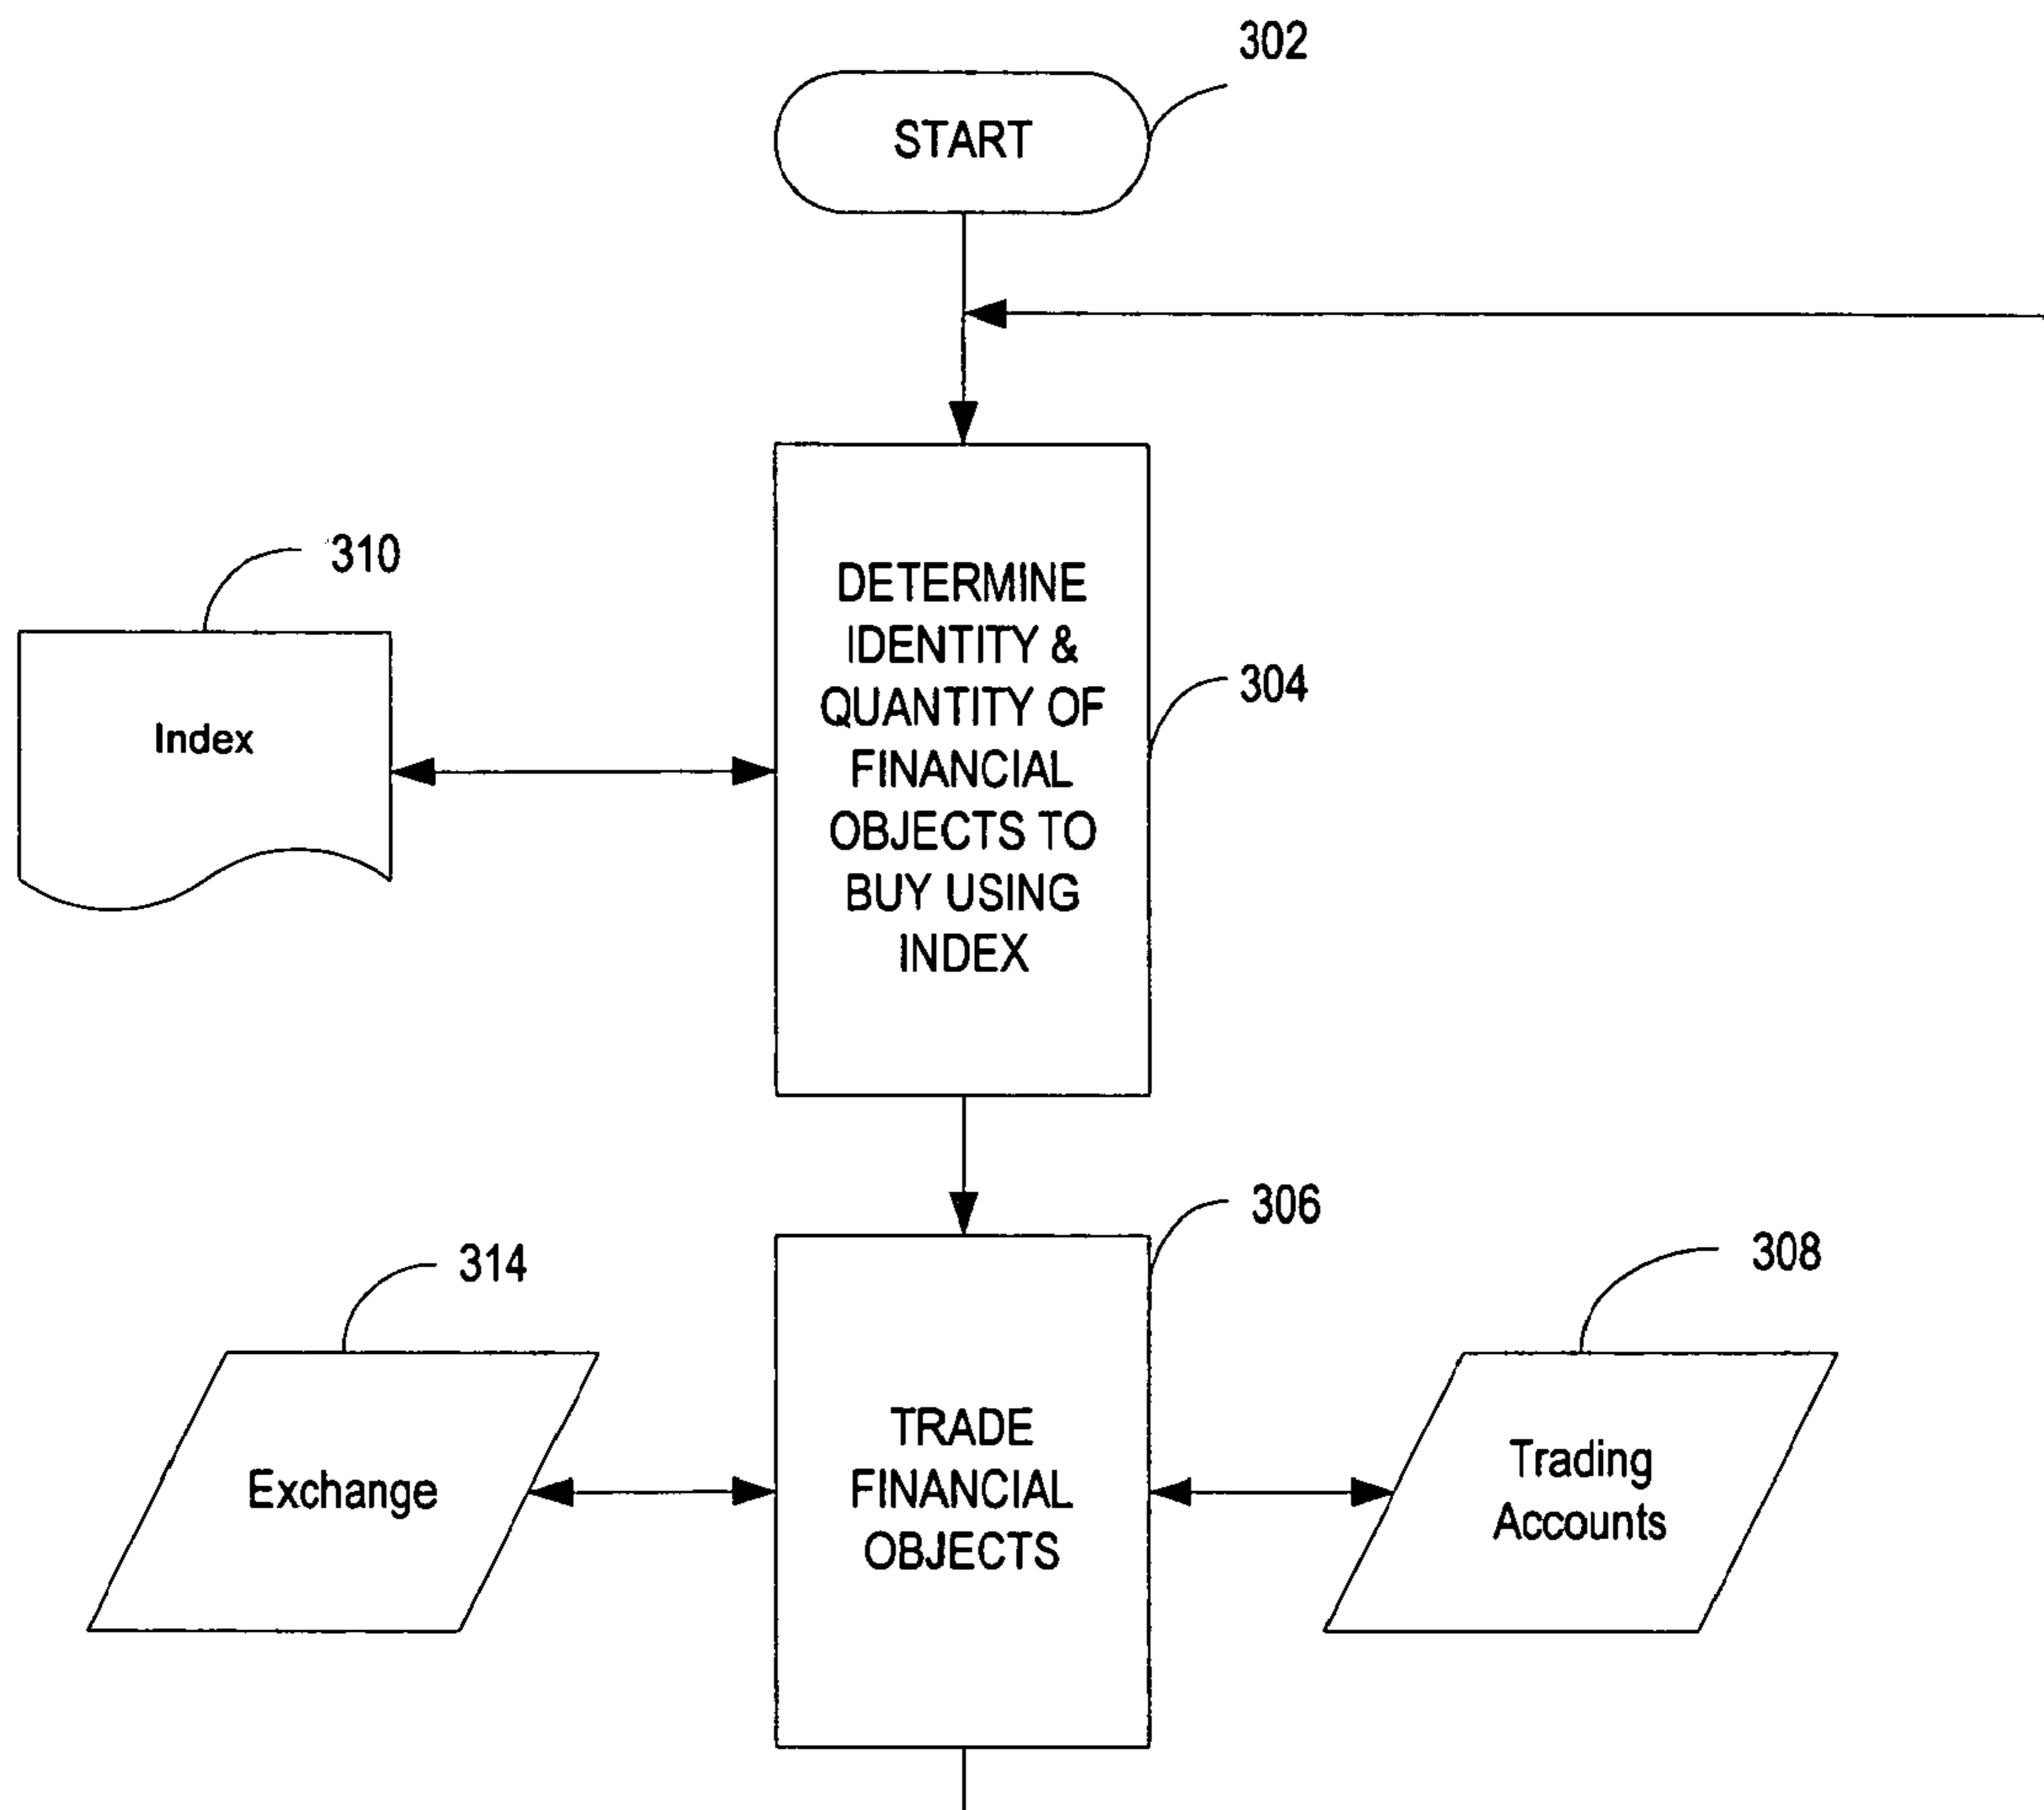 302
START
310
DETERMINE
IDENTITY &
QUANTITY OF
FINANCIAL
OBJECTS TO
BUY USING
INDEX
304
Index
306
314
308
TRADE
FINANCIAL
OBJECTS
Exchange
Trading
Accounts